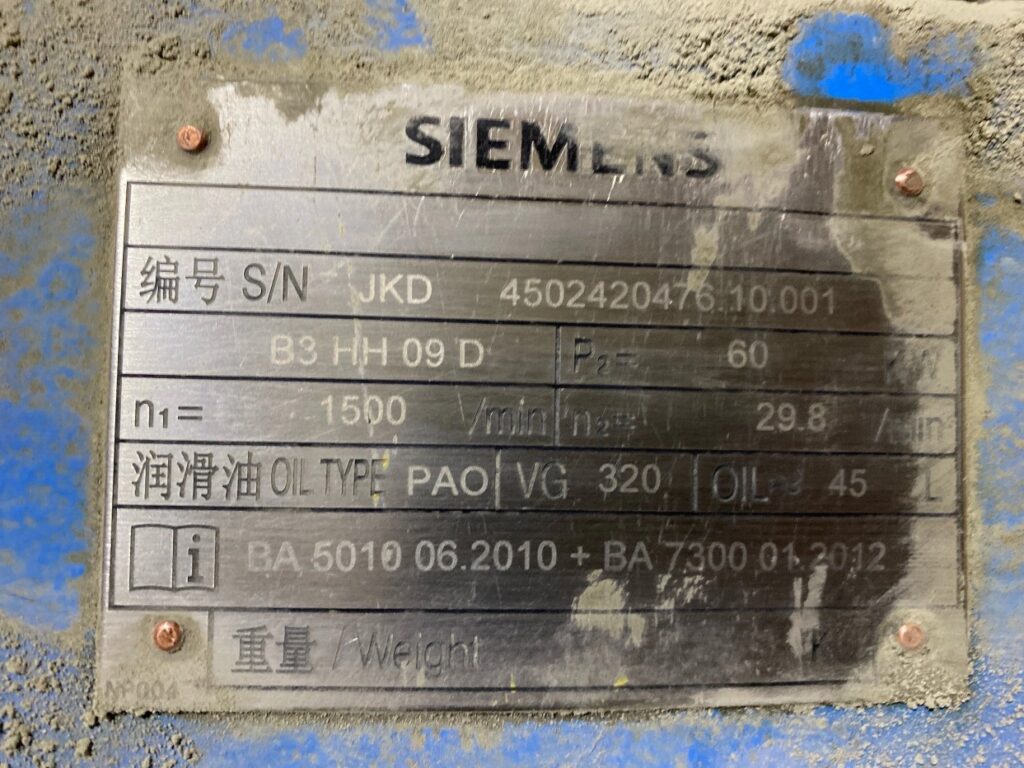 SIEMENS
编号 S/N JKD 4502420476.10.001
B3 HH 09 D P2= 60 KW
n1= 1500 /min n2= 29.8 /min
润滑油 OIL TYPE PAO VG 320 OIL 45 L
i BA 5010 06.2010 + BA 7300 01.2012
重量 /Weight K
NP004